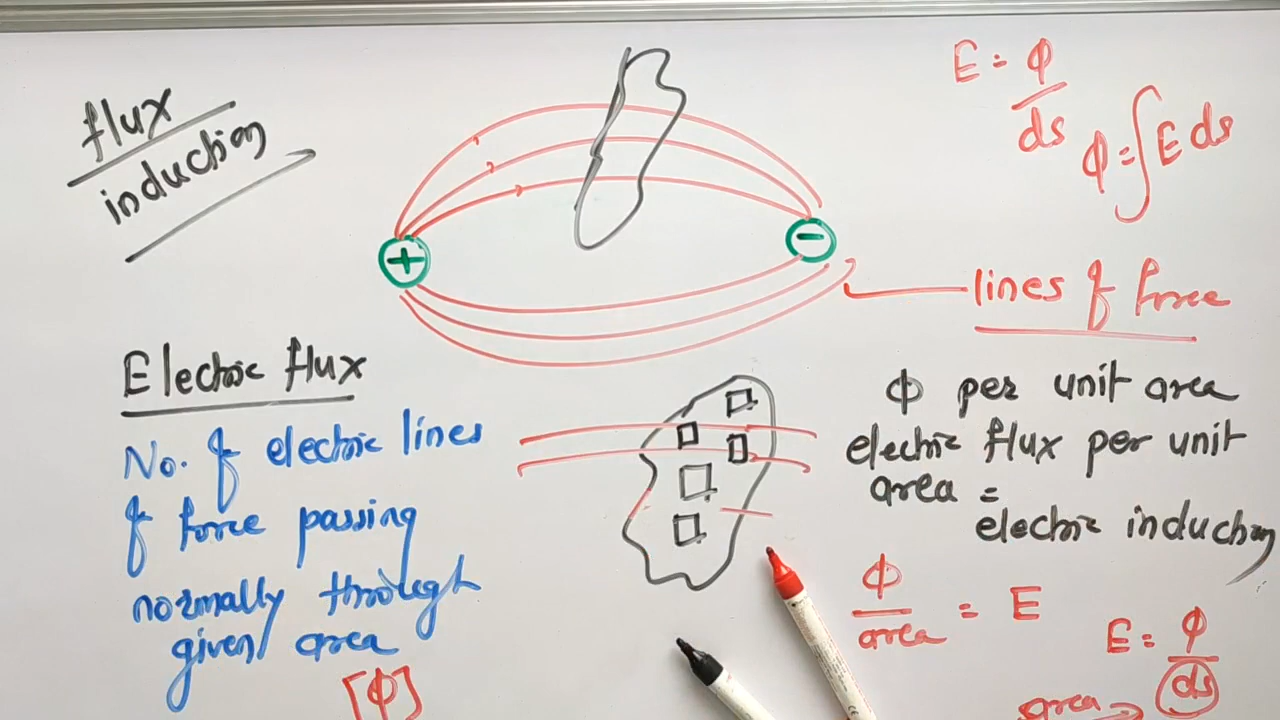 flux
induction
+
-
E = ϕ
ds
ϕ = ∫ E ds
lines of force
Electric flux
No. of electric lines
of force passing
normally through
given area
[ϕ]
ϕ per unit area
electric flux per unit
area =
electric induction
ϕ
area = E
E = ϕ
ds
area